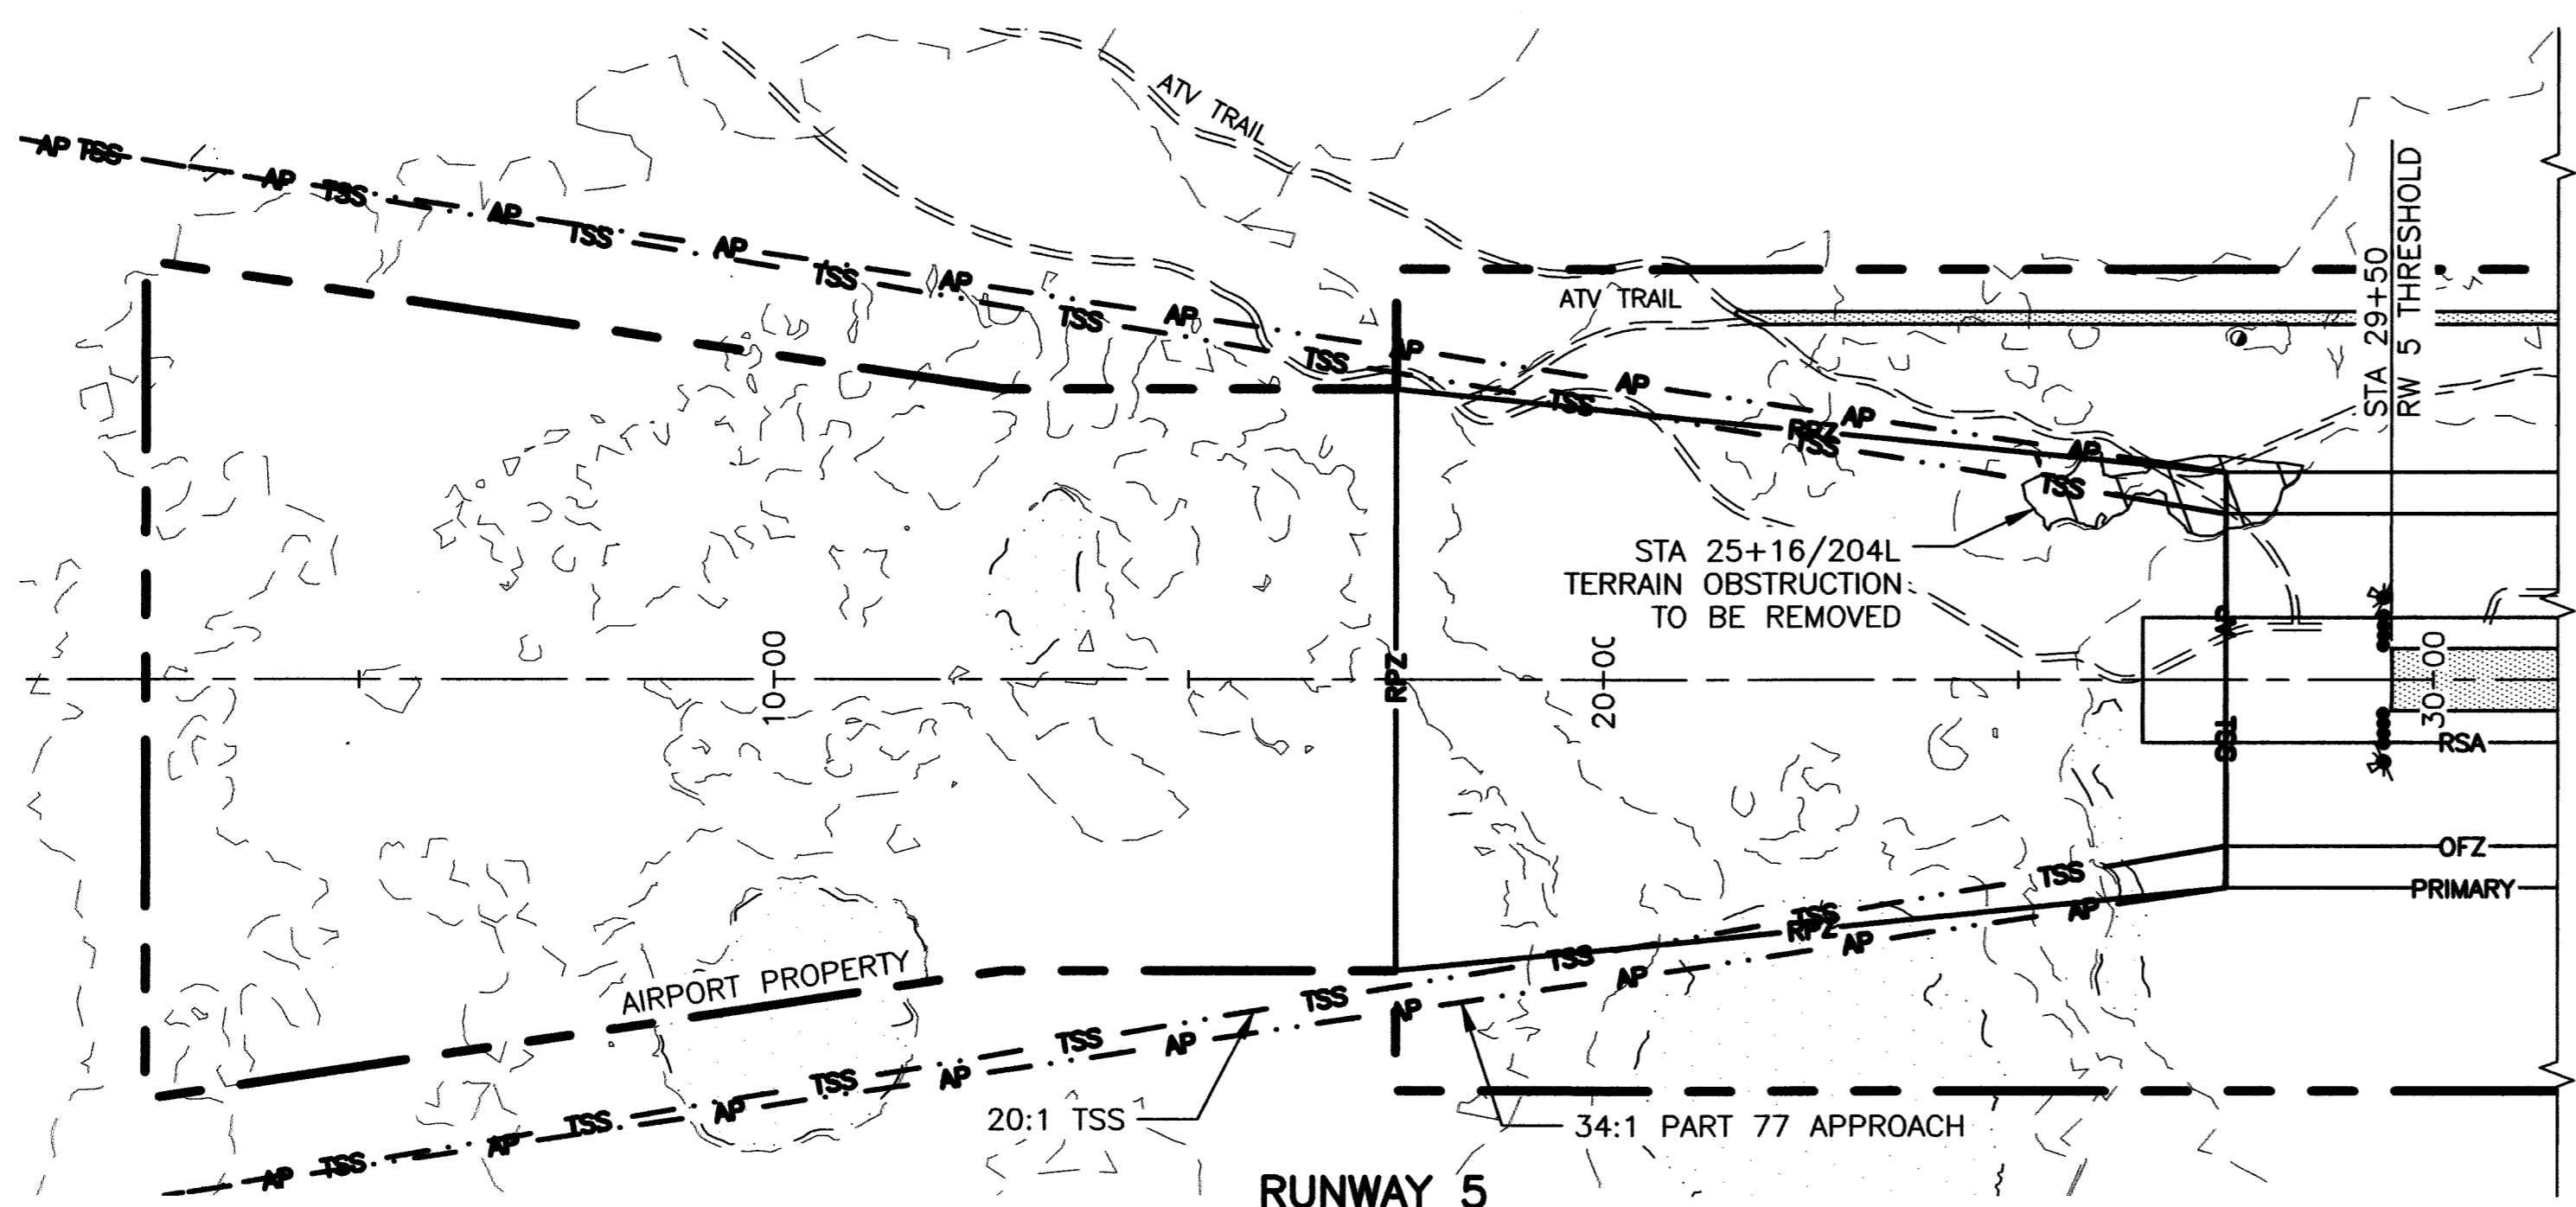 ATV TRAIL
AP TSS
AP TSS
AP TSS
AP TSS
AP TSS
AP TSS
AP
TSS
AP
TSS
AP
TSS
AP
TSS
RPZ
ATV TRAIL
STA 29+50
RW 5 THRESHOLD
STA 25+16/204L
TERRAIN OBSTRUCTION
TO BE REMOVED
10+00
RPZ
20+00
30+00
AP
TSS
RSA
OFZ
PRIMARY
AIRPORT PROPERTY
TSS
AP
TSS
RPZ
AP
TSS
AP
TSS
AP
TSS
AP
TSS
AP
TSS
AP
AP TSS
20:1 TSS
34:1 PART 77 APPROACH
RUNWAY 5